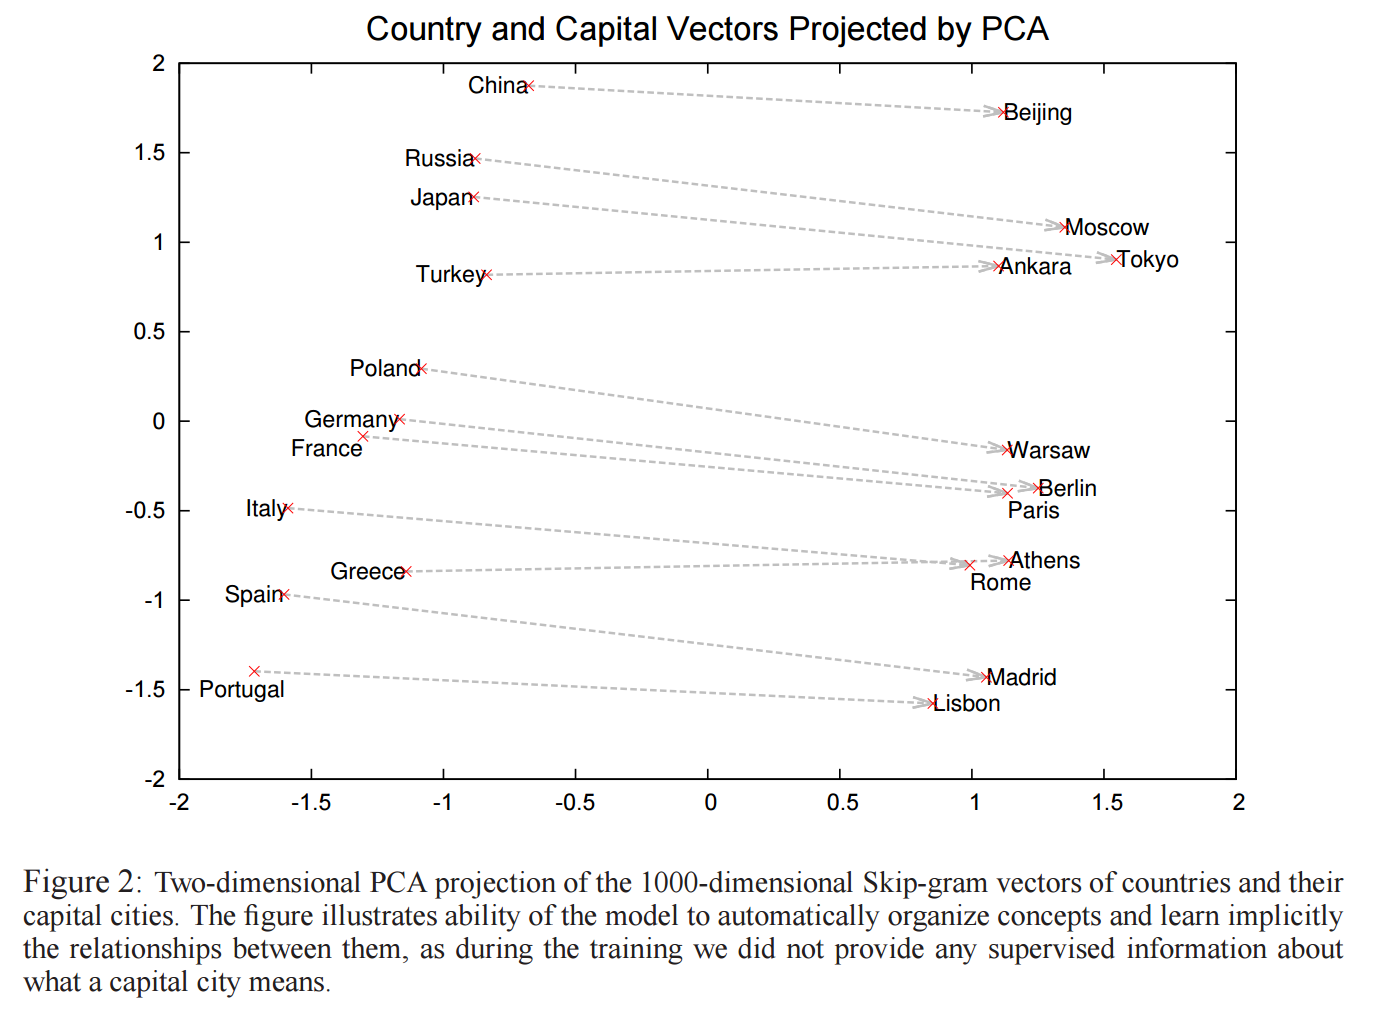 Country and Capital Vectors Projected by PCA
2
China
Beijing
1.5
Russia
Japan
Moscow
1
Tokyo
Ankara
Turkey
0.5
Poland
Germany
0
France
Warsaw
Berlin
-0.5
Italy
Paris
Athens
Greece
Rome
Spain
-1
Madrid
-1.5
Portugal
Lisbon
-2
-2
-1.5
-1
-0.5
0
0.5
1
1.5
2
Figure 2: Two-dimensional PCA projection of the 1000-dimensional Skip-gram vectors of countries and their
capital cities. The figure illustrates ability of the model to automatically organize concepts and learn implicitly
the relationships between them, as during the training we did not provide any supervised information about
what a capital city means.